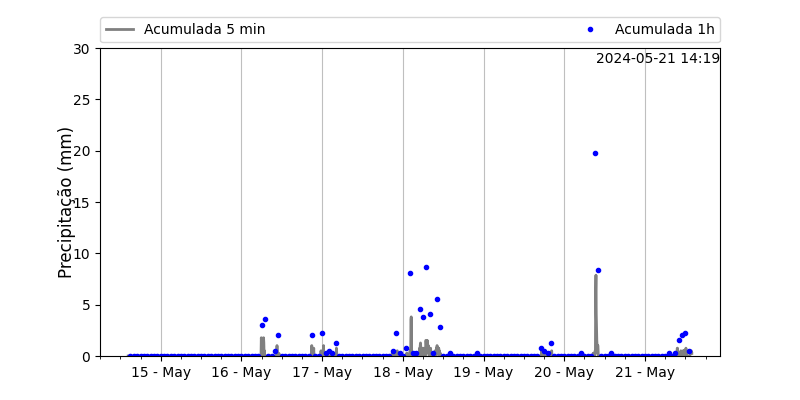 Acumulada 5 min
Acumulada 1h
2024-05-21 14:19
Precipitação (mm)
30
25
20
15
10
5
0
15 - May
16 - May
17 - May
18 - May
19 - May
20 - May
21 - May